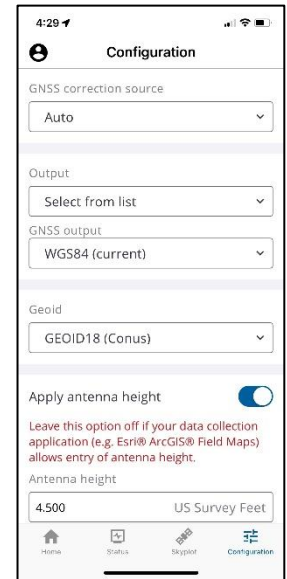 4:29
Configuration
GNSS correction source
Auto
Output
Select from list
GNSS output
WGS84 (current)
Geoid
GEOID18 (Conus)
Apply antenna height
Leave this option off if your data collection
application (e.g. Esri® ArcGIS® Field Maps)
allows entry of antenna height.
Antenna height
4.500 US Survey Feet
Home Status Skyplot Configuration